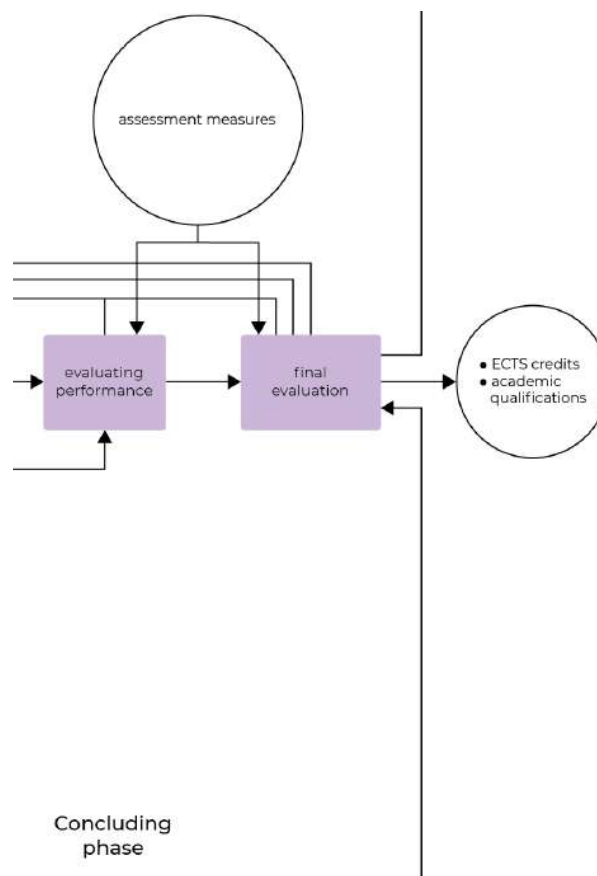 assessment measures
evaluating
performance
final
evaluation
• ECTS credits
• academic
qualifications
Concluding
phase